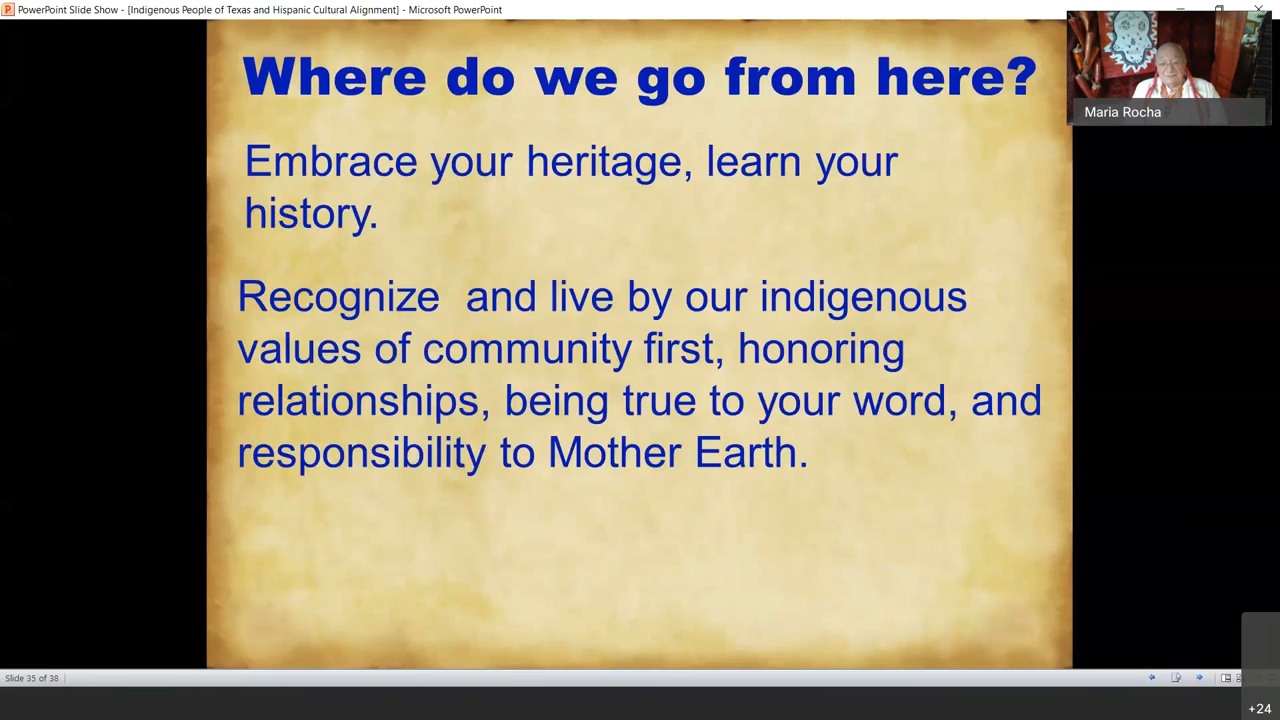 PowerPoint Slide Show - [Indigenous People of Texas and Hispanic Cultural Alignment] - Microsoft PowerPoint
Where do we go from here?
Maria Rocha
Embrace your heritage, learn your
history.
Recognize  and live by our indigenous
values of community first, honoring
relationships, being true to your word, and
responsibility to Mother Earth.
Slide 35 of 38
+24